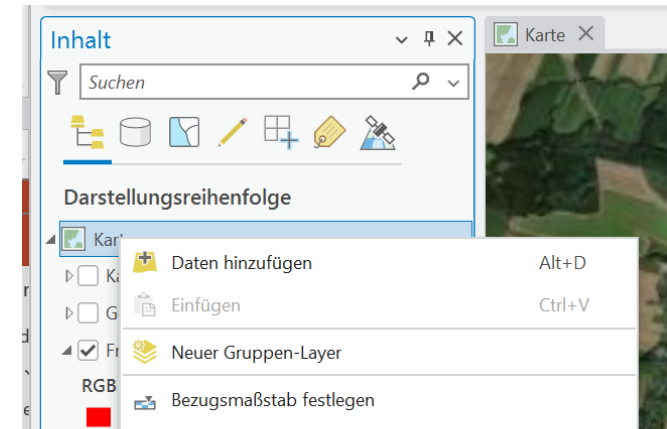 Inhalt
Karte
Suchen
Darstellungsreihenfolge
Daten hinzufügen Alt+D
Einfügen Ctrl+V
Neuer Gruppen-Layer
RGB
Bezugsmaßstab festlegen